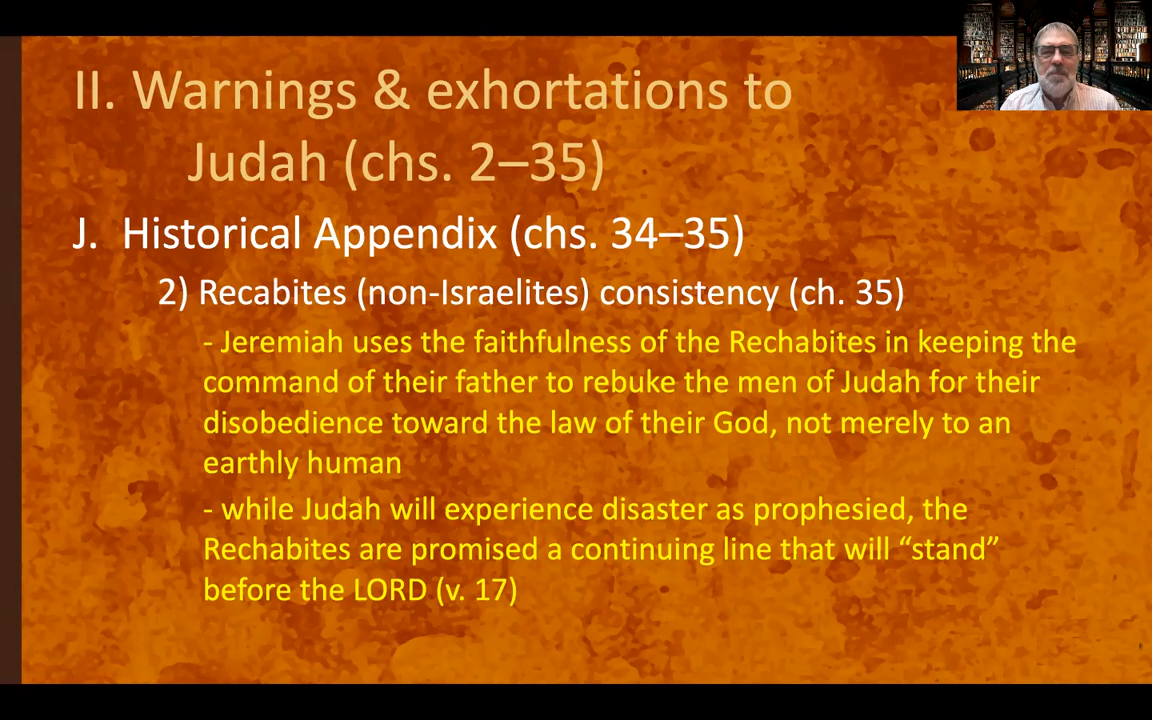 II. Warnings & exhortations to
Judah (chs. 2–35)
J. Historical Appendix (chs. 34–35)
2) Recabites (non-Israelites) consistency (ch. 35)
- Jeremiah uses the faithfulness of the Rechabites in keeping the
command of their father to rebuke the men of Judah for their
disobedience toward the law of their God, not merely to an
earthly human
- while Judah will experience disaster as prophesied, the
Rechabites are promised a continuing line that will “stand”
before the LORD (v. 17)